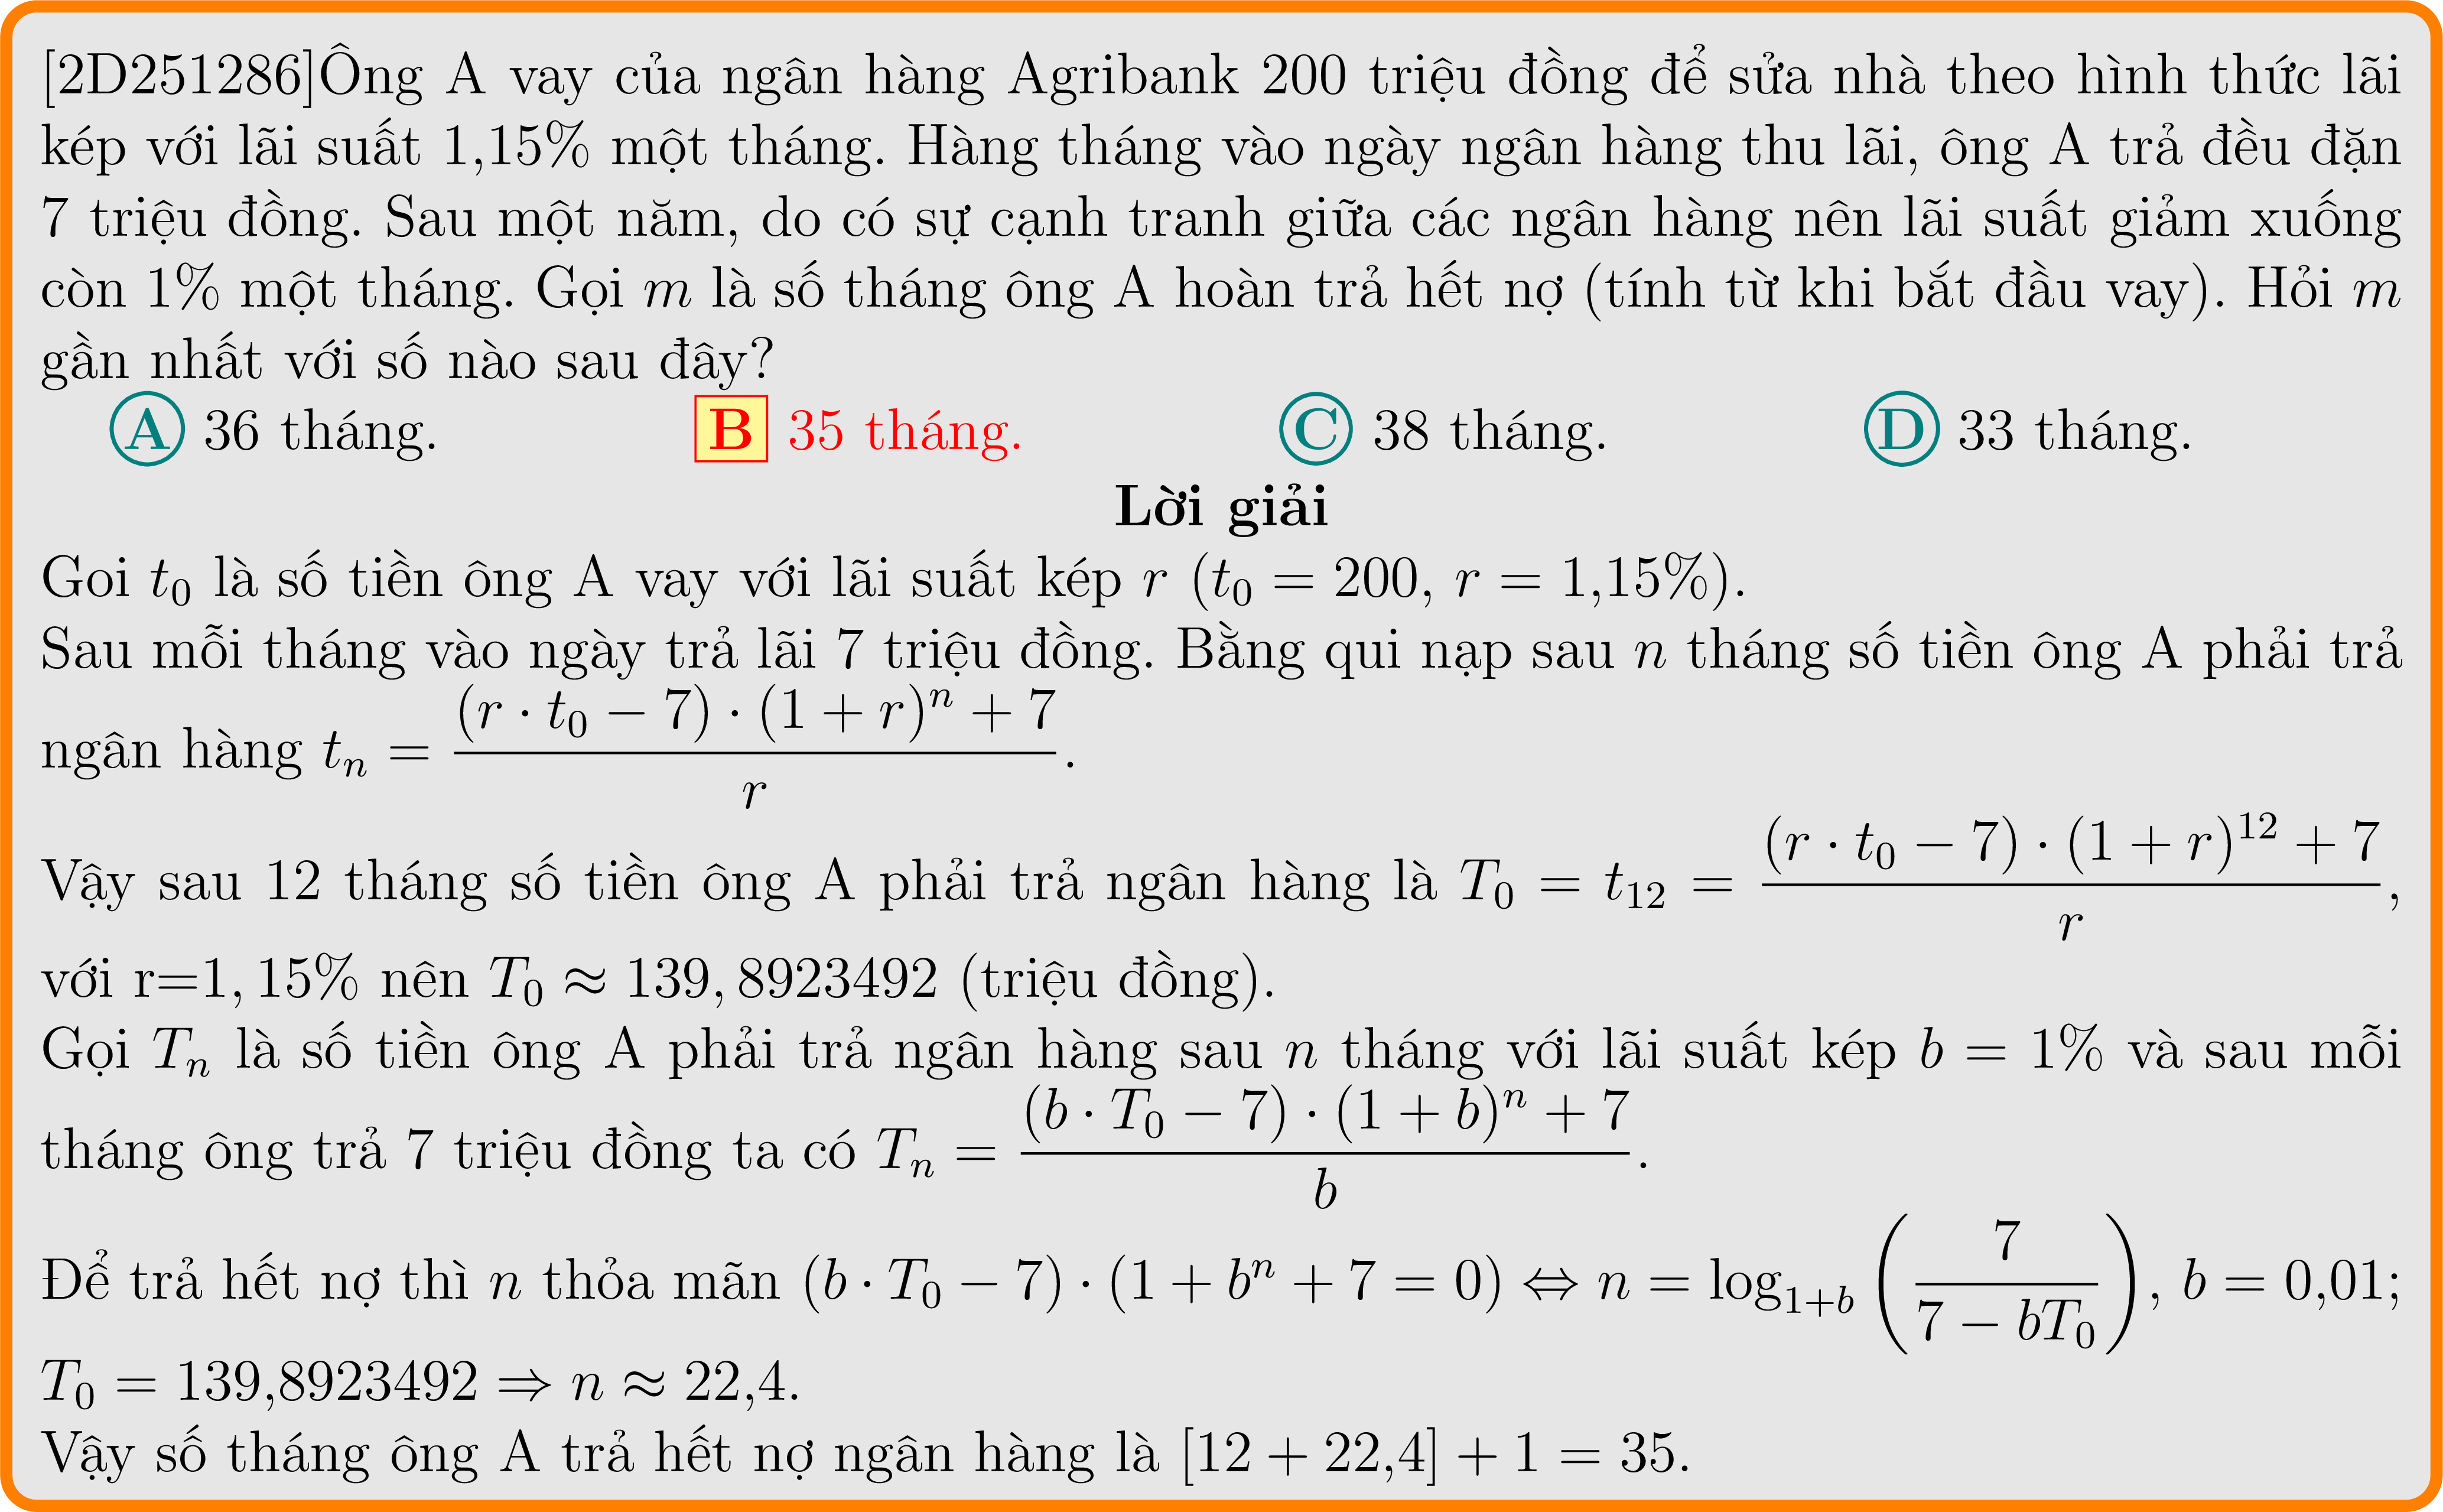 [2D251286]Ông A vay của ngân hàng Agribank 200 triệu đồng để sửa nhà theo hình thức lãi
kép với lãi suất 1,15% một tháng. Hàng tháng vào ngày ngân hàng thu lãi, ông A trả đều đặn
7 triệu đồng. Sau một năm, do có sự cạnh tranh giữa các ngân hàng nên lãi suất giảm xuống
còn 1% một tháng. Gọi m là số tháng ông A hoàn trả hết nợ (tính từ khi bắt đầu vay). Hỏi m
gần nhất với số nào sau đây?
A 36 tháng. B 35 tháng. C 38 tháng. D 33 tháng.
Lời giải
Goi $t_0$ là số tiền ông A vay với lãi suất kép r ($t_0 = 200$, $r = 1{,}15\%$).
Sau mỗi tháng vào ngày trả lãi 7 triệu đồng. Bằng qui nạp sau n tháng số tiền ông A phải trả
ngân hàng $t_n = \frac{(r \cdot t_0 - 7) \cdot (1 + r)^n + 7}{r}$.
Vậy sau 12 tháng số tiền ông A phải trả ngân hàng là $T_0 = t_{12} = \frac{(r \cdot t_0 - 7) \cdot (1 + r)^{12} + 7}{r}$,
với r=1, 15% nên $T_0 \approx 139, 8923492$ (triệu đồng).
Gọi $T_n$ là số tiền ông A phải trả ngân hàng sau n tháng với lãi suất kép $b = 1\%$ và sau mỗi
tháng ông trả 7 triệu đồng ta có $T_n = \frac{(b \cdot T_0 - 7) \cdot (1 + b)^n + 7}{b}$.
Để trả hết nợ thì n thỏa mãn $(b \cdot T_0 - 7) \cdot (1 + b^n + 7 = 0) \Leftrightarrow n = \log_{1+b} \left( \frac{7}{7 - bT_0} \right)$, $b = 0{,}01$;
$T_0 = 139{,}8923492 \Rightarrow n \approx 22{,}4$.
Vậy số tháng ông A trả hết nợ ngân hàng là $[12 + 22{,}4] + 1 = 35$.